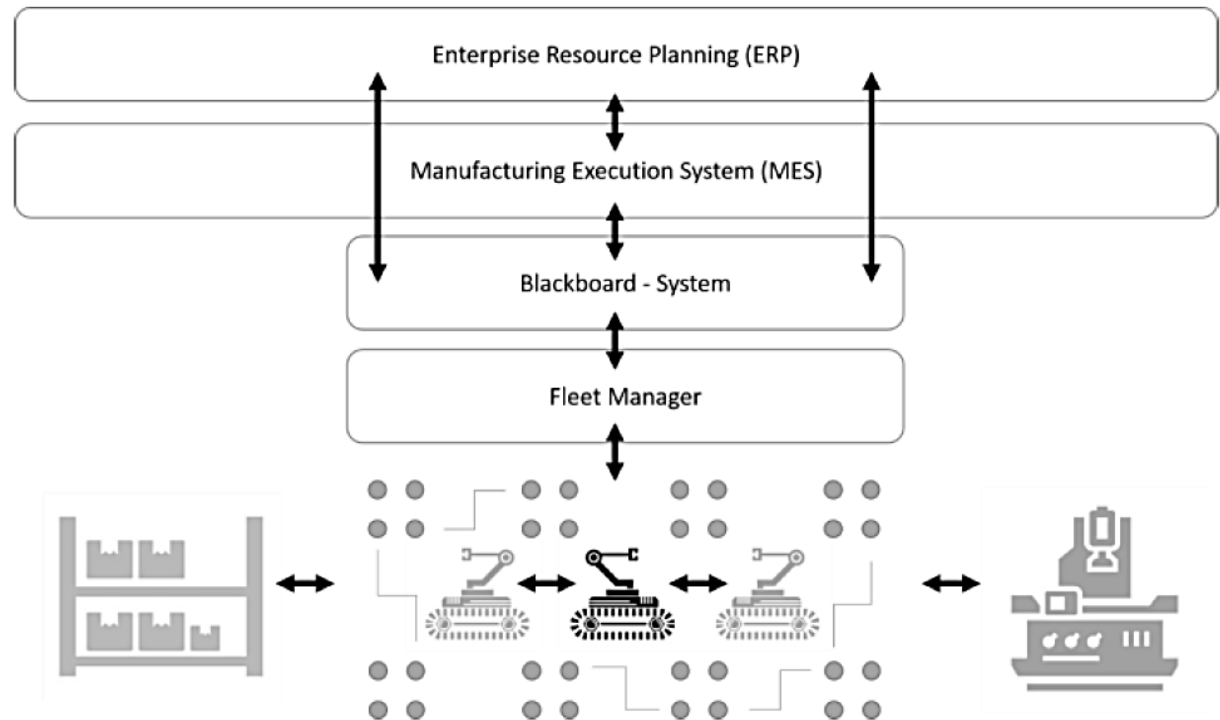 Enterprise Resource Planning (ERP)
Manufacturing Execution System (MES)
Blackboard - System
Fleet Manager